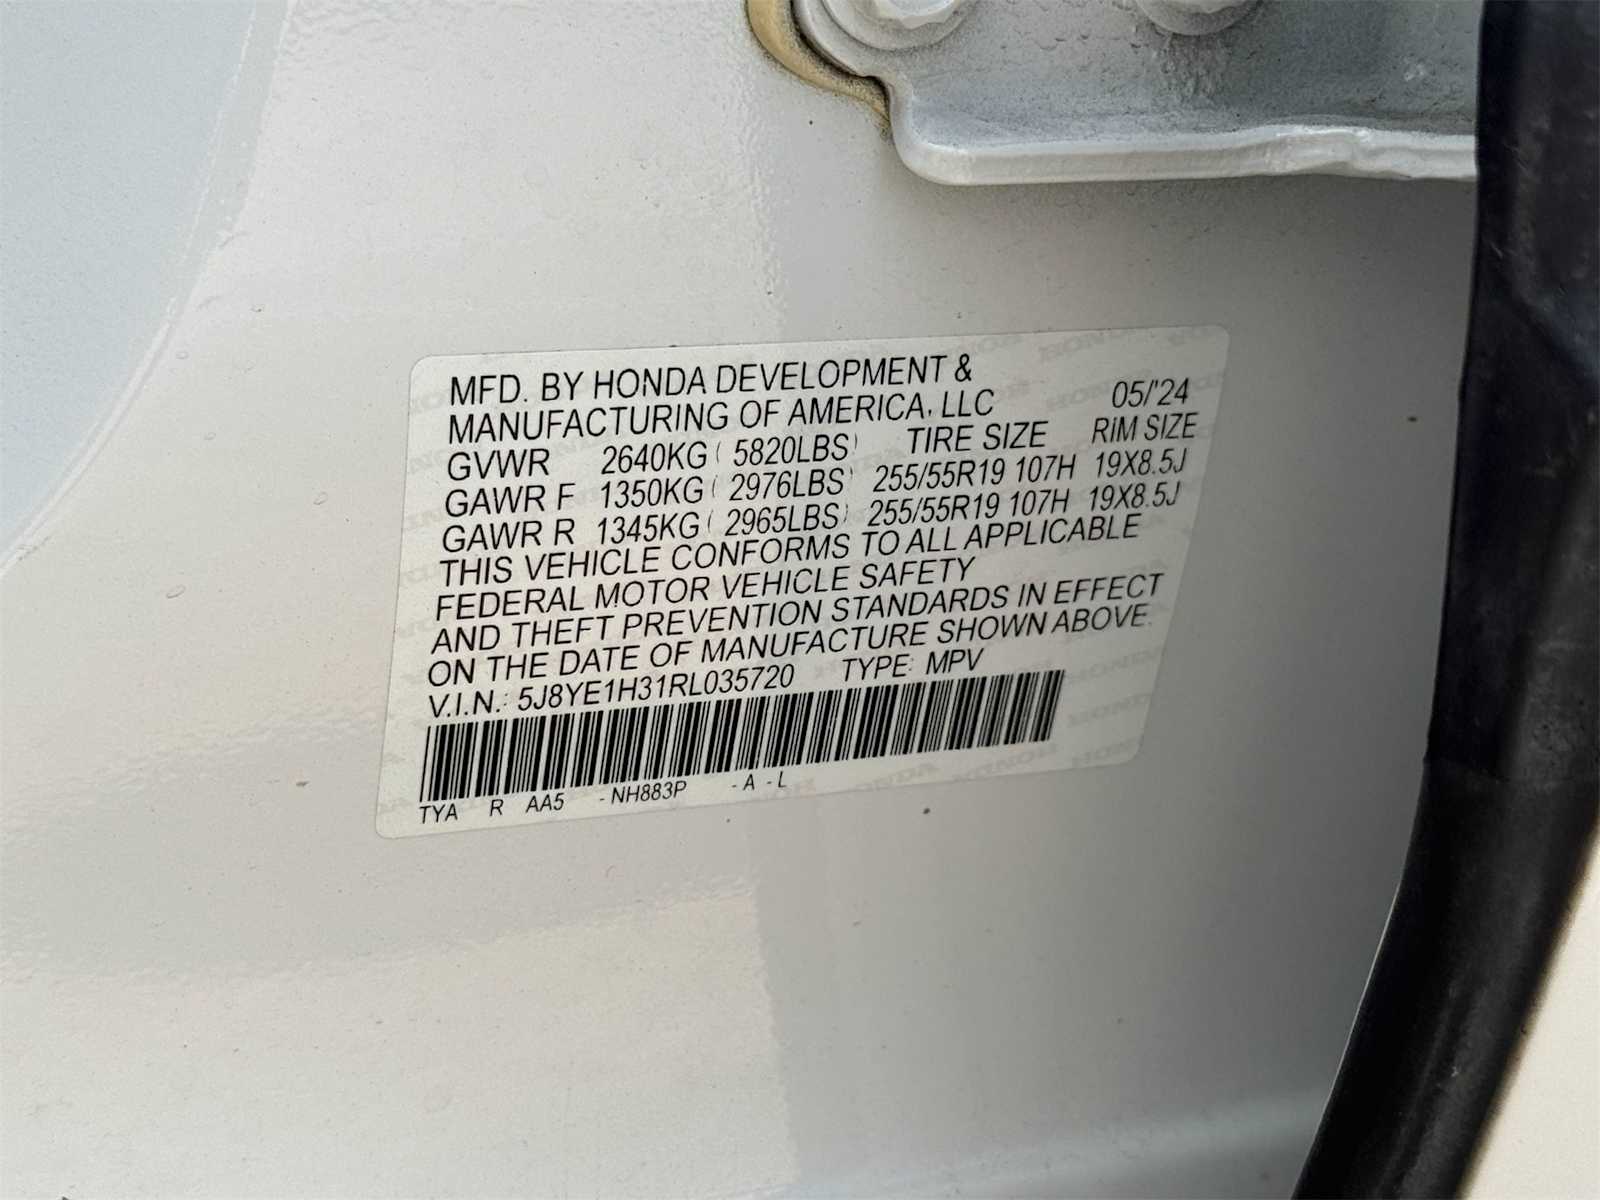 MFD. BY HONDA DEVELOPMENT &
MANUFACTURING OF AMERICA, LLC 05/'24
GVWR 2640KG ( 5820LBS) TIRE SIZE RIM SIZE
GAWR F 1350KG ( 2976LBS) 255/55R19 107H 19X8.5J
GAWR R 1345KG ( 2965LBS) 255/55R19 107H 19X8.5J
THIS VEHICLE CONFORMS TO ALL APPLICABLE
FEDERAL MOTOR VEHICLE SAFETY
AND THEFT PREVENTION STANDARDS IN EFFECT
ON THE DATE OF MANUFACTURE SHOWN ABOVE.
V.I.N.: 5J8YE1H31RL035720 TYPE: MPV
TYA R AA5 - NH883P - A - L